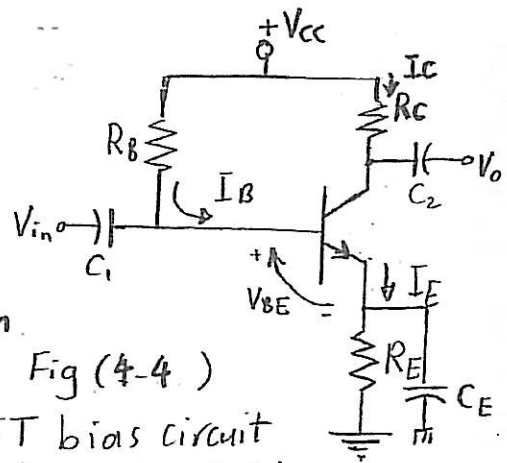 +Vcc
Ic
Rc
RB
IB
Vo
C2
Vin
C1
+
VBE
-
IE
RE
CE
Fig (4-4)
bias circuit